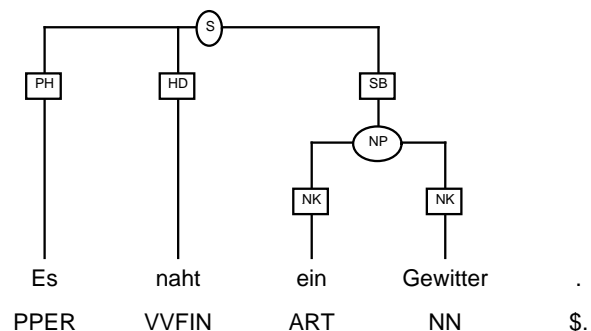 S
PH HD SB
NP
NK NK
Es naht ein Gewitter .
PPER VVFIN ART NN $.